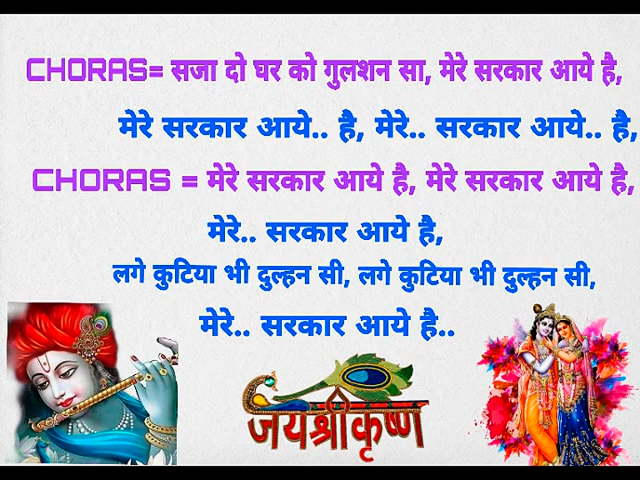 CHORAS= सजा दो घर को गुलशन सा, मेरे सरकार आये है,
मेरे सरकार आये.. है, मेरे.. सरकार आये.. है,
CHORAS = मेरे सरकार आये है, मेरे सरकार आये है,
मेरे.. सरकार आये है,
लगे कुटिया भी दुल्हन सी, लगे कुटिया भी दुल्हन सी,
मेरे.. सरकार आये है..
जय श्री कृष्ण